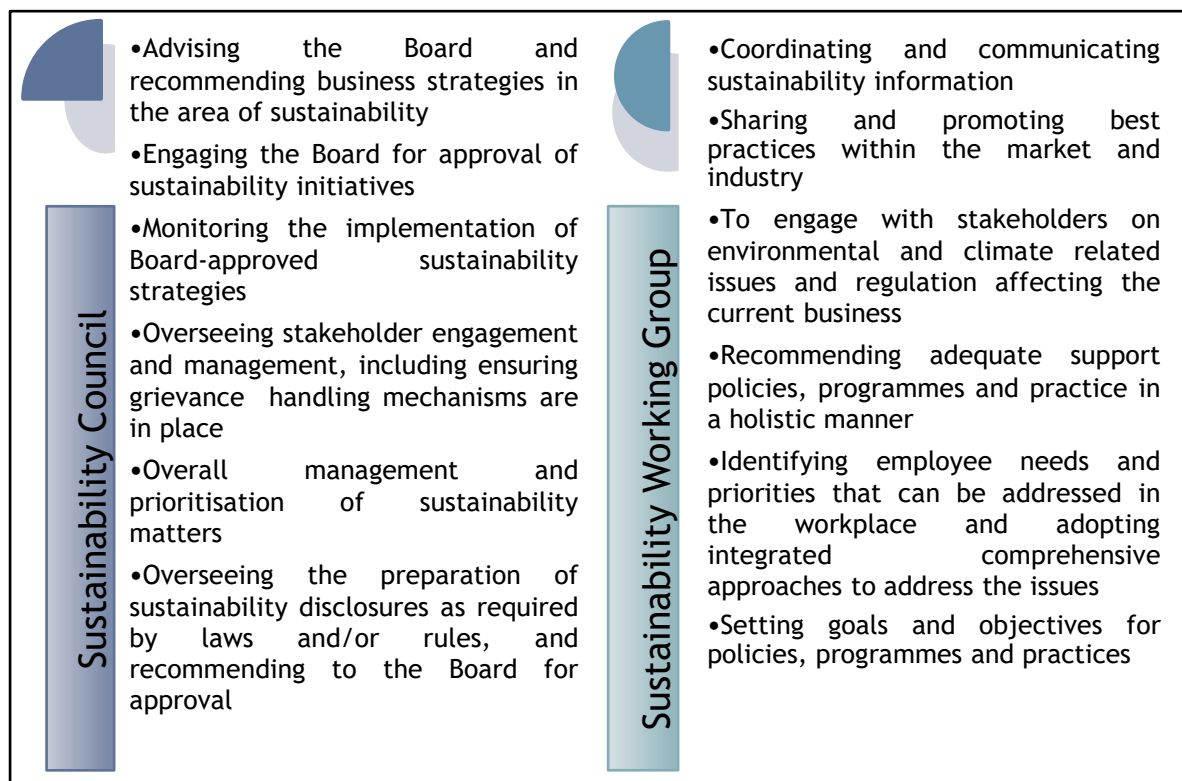 Sustainability Council
•Advising the Board and
recommending business strategies in
the area of sustainability
•Engaging the Board for approval of
sustainability initiatives
•Monitoring the implementation of
Board-approved sustainability
strategies
•Overseeing stakeholder engagement
and management, including ensuring
grievance handling mechanisms are
in place
•Overall management and
prioritisation of sustainability
matters
•Overseeing the preparation of
sustainability disclosures as required
by laws and/or rules, and
recommending to the Board for
approval
Sustainability Working Group
•Coordinating and communicating
sustainability information
•Sharing and promoting best
practices within the market and
industry
•To engage with stakeholders on
environmental and climate related
issues and regulation affecting the
current business
•Recommending adequate support
policies, programmes and practice in
a holistic manner
•Identifying employee needs and
priorities that can be addressed in
the workplace and adopting
integrated comprehensive
approaches to address the issues
•Setting goals and objectives for
policies, programmes and practices